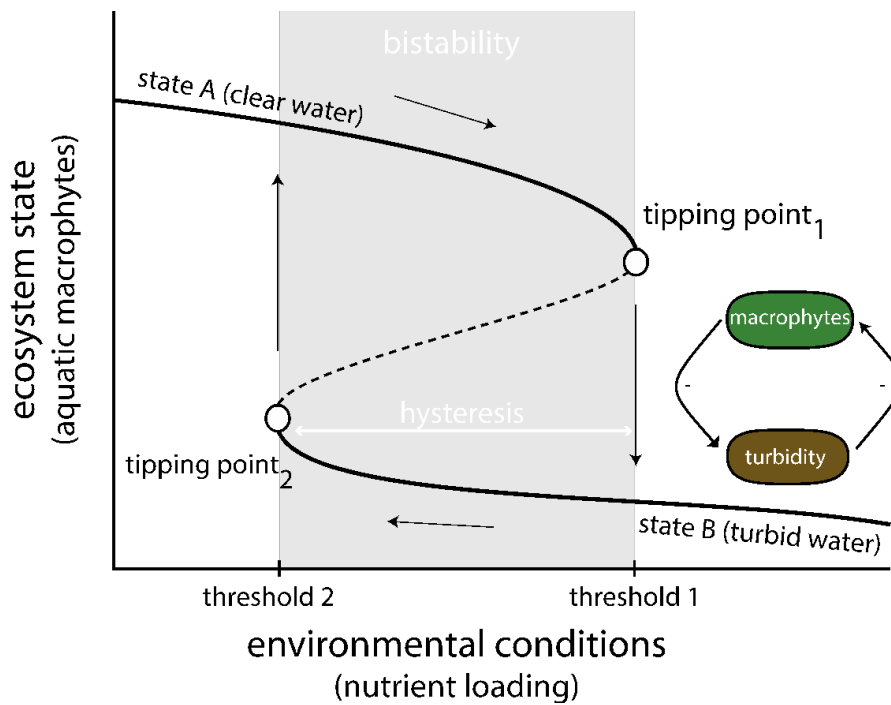 bistability
state A (clear water)
tipping point1
macrophytes
-
-
hysteresis
turbidity
tipping point2
state B (turbid water)
ecosystem state
(aquatic macrophytes)
threshold 2
threshold 1
environmental conditions
(nutrient loading)